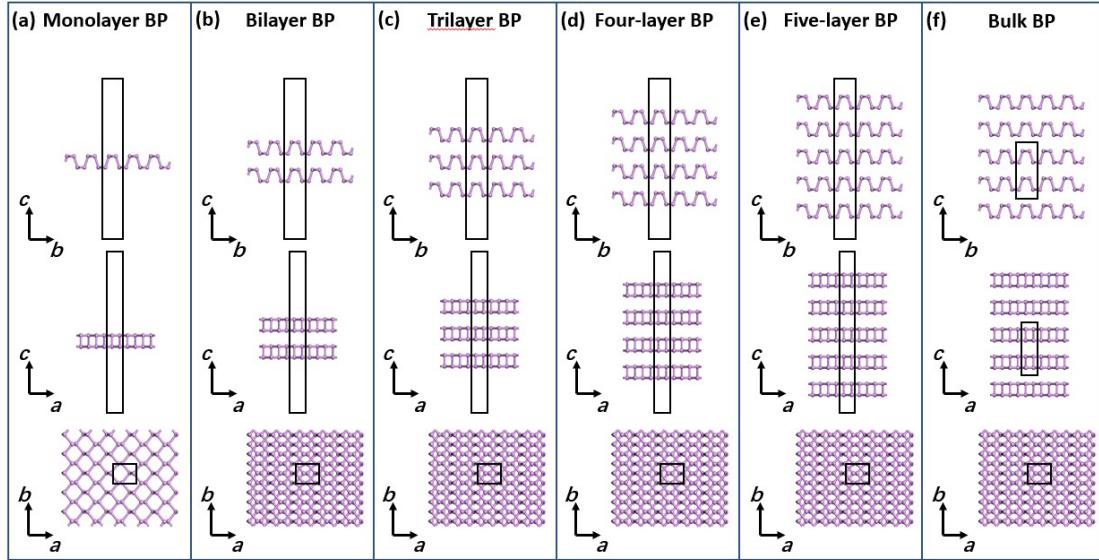 (a) Monolayer BP
c
b
c
a
b
a
(b) Bilayer BP
c
b
c
a
b
a
(c) Trilayer BP
c
b
c
a
b
a
(d) Four-layer BP
c
b
c
a
b
a
(e) Five-layer BP
c
b
c
a
b
a
(f) Bulk BP
c
b
c
a
b
a